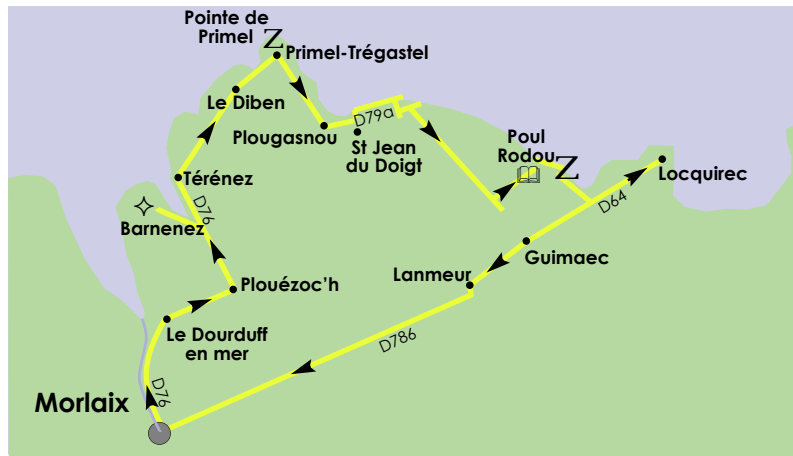 Pointe de
Primel
Z
Primel-Trégastel
Le Diben
D79a
Plougasnou
St Jean
du Doigt
Poul
Rodou
Z
Locquirec
Térénez
D76
D64
Barnenez
Guimaec
Lanmeur
Plouézoc’h
Le Dourduff
en mer
D786
D76
Morlaix